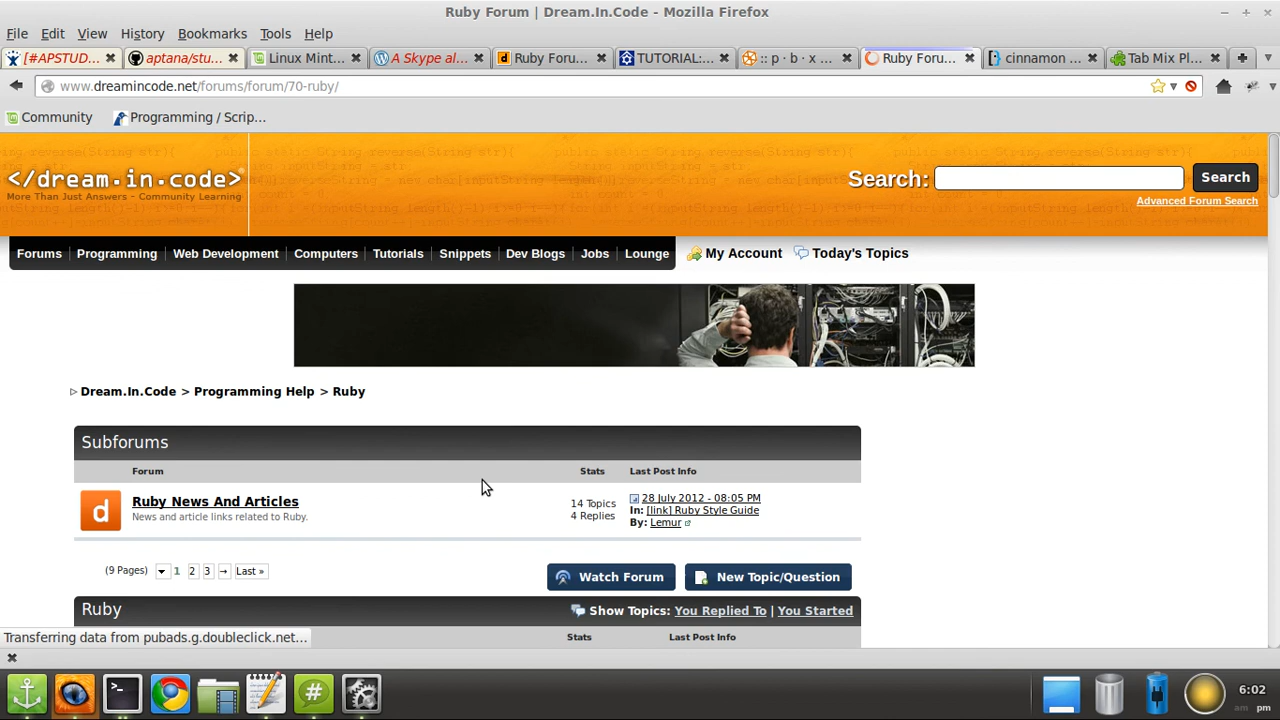 Ruby Forum | Dream.In.Code - Mozilla Firefox
File Edit View History Bookmarks Tools Help
[#APSTUD... aptana/stu... Linux Mint... A Skype al... Ruby Foru... TUTORIAL:... :: p · b · x ... Ruby Foru... cinnamon ... Tab Mix Pl...
www.dreamincode.net/forums/forum/70-ruby/
Community Programming / Scrip...
</dream.in.code>
More Than Just Answers - Community Learning
Search: Search
Advanced Forum Search
Forums Programming Web Development Computers Tutorials Snippets Dev Blogs Jobs Lounge My Account Today's Topics
Dream.In.Code > Programming Help > Ruby
Subforums
Forum Stats Last Post Info
d
Ruby News And Articles
News and article links related to Ruby.
14 Topics
4 Replies
28 July 2012 - 08:05 PM
In: [link] Ruby Style Guide
By: Lemur
(9 Pages) 1 2 3 → Last » Watch Forum New Topic/Question
Ruby Show Topics: You Replied To | You Started
Stats Last Post Info
Transferring data from pubads.g.doubleclick.net...
6:02
am pm